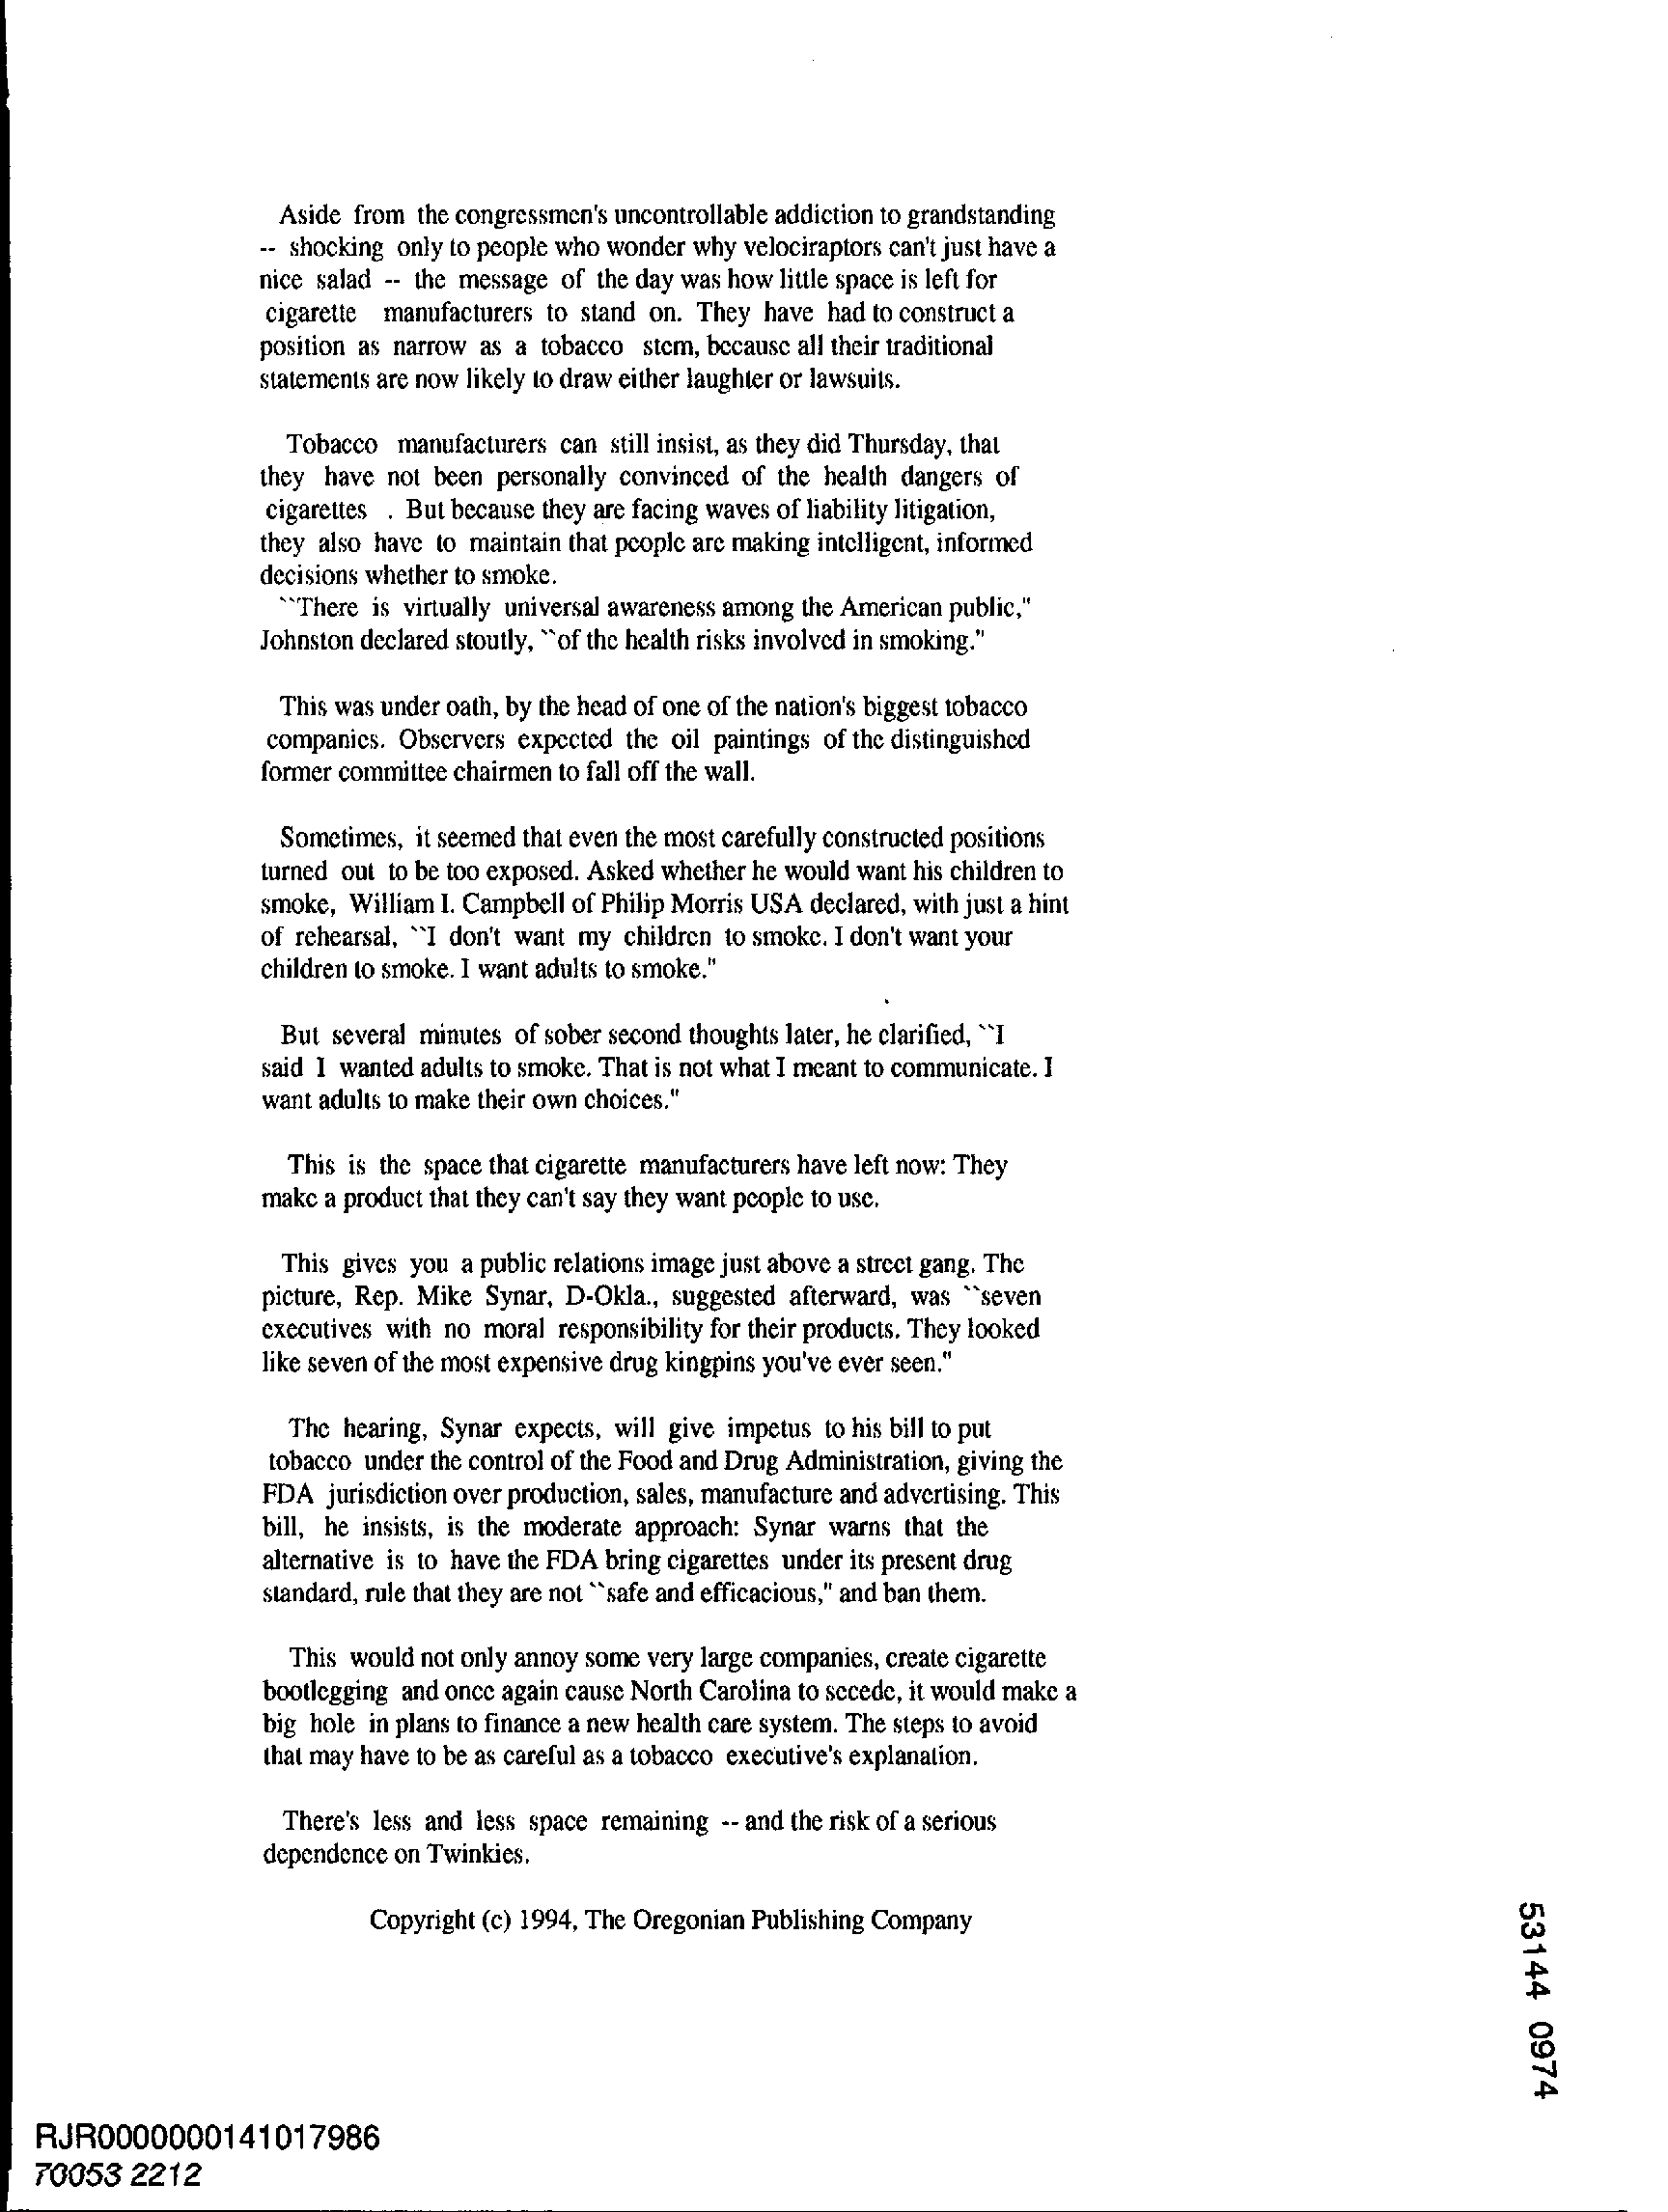 Aside from the congressmen's uncontrollable addiction to grandstanding
-- shocking only to people who wonder why velociraptors can't just have a
nice salad -- the message of the day was how little space is left for
cigarette manufacturers to stand on. They have had to construct a
position as narrow as a tobacco stem, because all their traditional
statements are now likely to draw either laughter or lawsuits.
Tobacco manufacturers can still insist, as they did Thursday, that
they have not been personally convinced of the health dangers of
cigarettes . But because they are facing waves of liability litigation,
they also have to maintain that people are making intelligent, informed
decisions whether to smoke.
``There is virtually universal awareness among the American public,"
Johnston declared stoutly, ``of the health risks involved in smoking."
This was under oath, by the head of one of the nation's biggest tobacco
companies. Observers expected the oil paintings of the distinguished
former committee chairmen to fall off the wall.
Sometimes, it seemed that even the most carefully constructed positions
turned out to be too exposed. Asked whether he would want his children to
smoke, William I. Campbell of Philip Morris USA declared, with just a hint
of rehearsal, ``I don't want my children to smoke. I don't want your
children to smoke. I want adults to smoke."
But several minutes of sober second thoughts later, he clarified, ``I
said I wanted adults to smoke. That is not what I meant to communicate. I
want adults to make their own choices."
This is the space that cigarette manufacturers have left now: They
make a product that they can't say they want people to use.
This gives you a public relations image just above a street gang. The
picture, Rep. Mike Synar, D-Okla., suggested afterward, was ``seven
executives with no moral responsibility for their products. They looked
like seven of the most expensive drug kingpins you've ever seen."
The hearing, Synar expects, will give impetus to his bill to put
tobacco under the control of the Food and Drug Administration, giving the
FDA jurisdiction over production, sales, manufacture and advertising. This
bill, he insists, is the moderate approach: Synar warns that the
alternative is to have the FDA bring cigarettes under its present drug
standard, rule that they are not ``safe and efficacious," and ban them.
This would not only annoy some very large companies, create cigarette
bootlegging and once again cause North Carolina to secede, it would make a
big hole in plans to finance a new health care system. The steps to avoid
that may have to be as careful as a tobacco executive's explanation.
There's less and less space remaining -- and the risk of a serious
dependence on Twinkies.
Copyright (c) 1994, The Oregonian Publishing Company
53144 0974
RJR0000000141017986
70053 2212